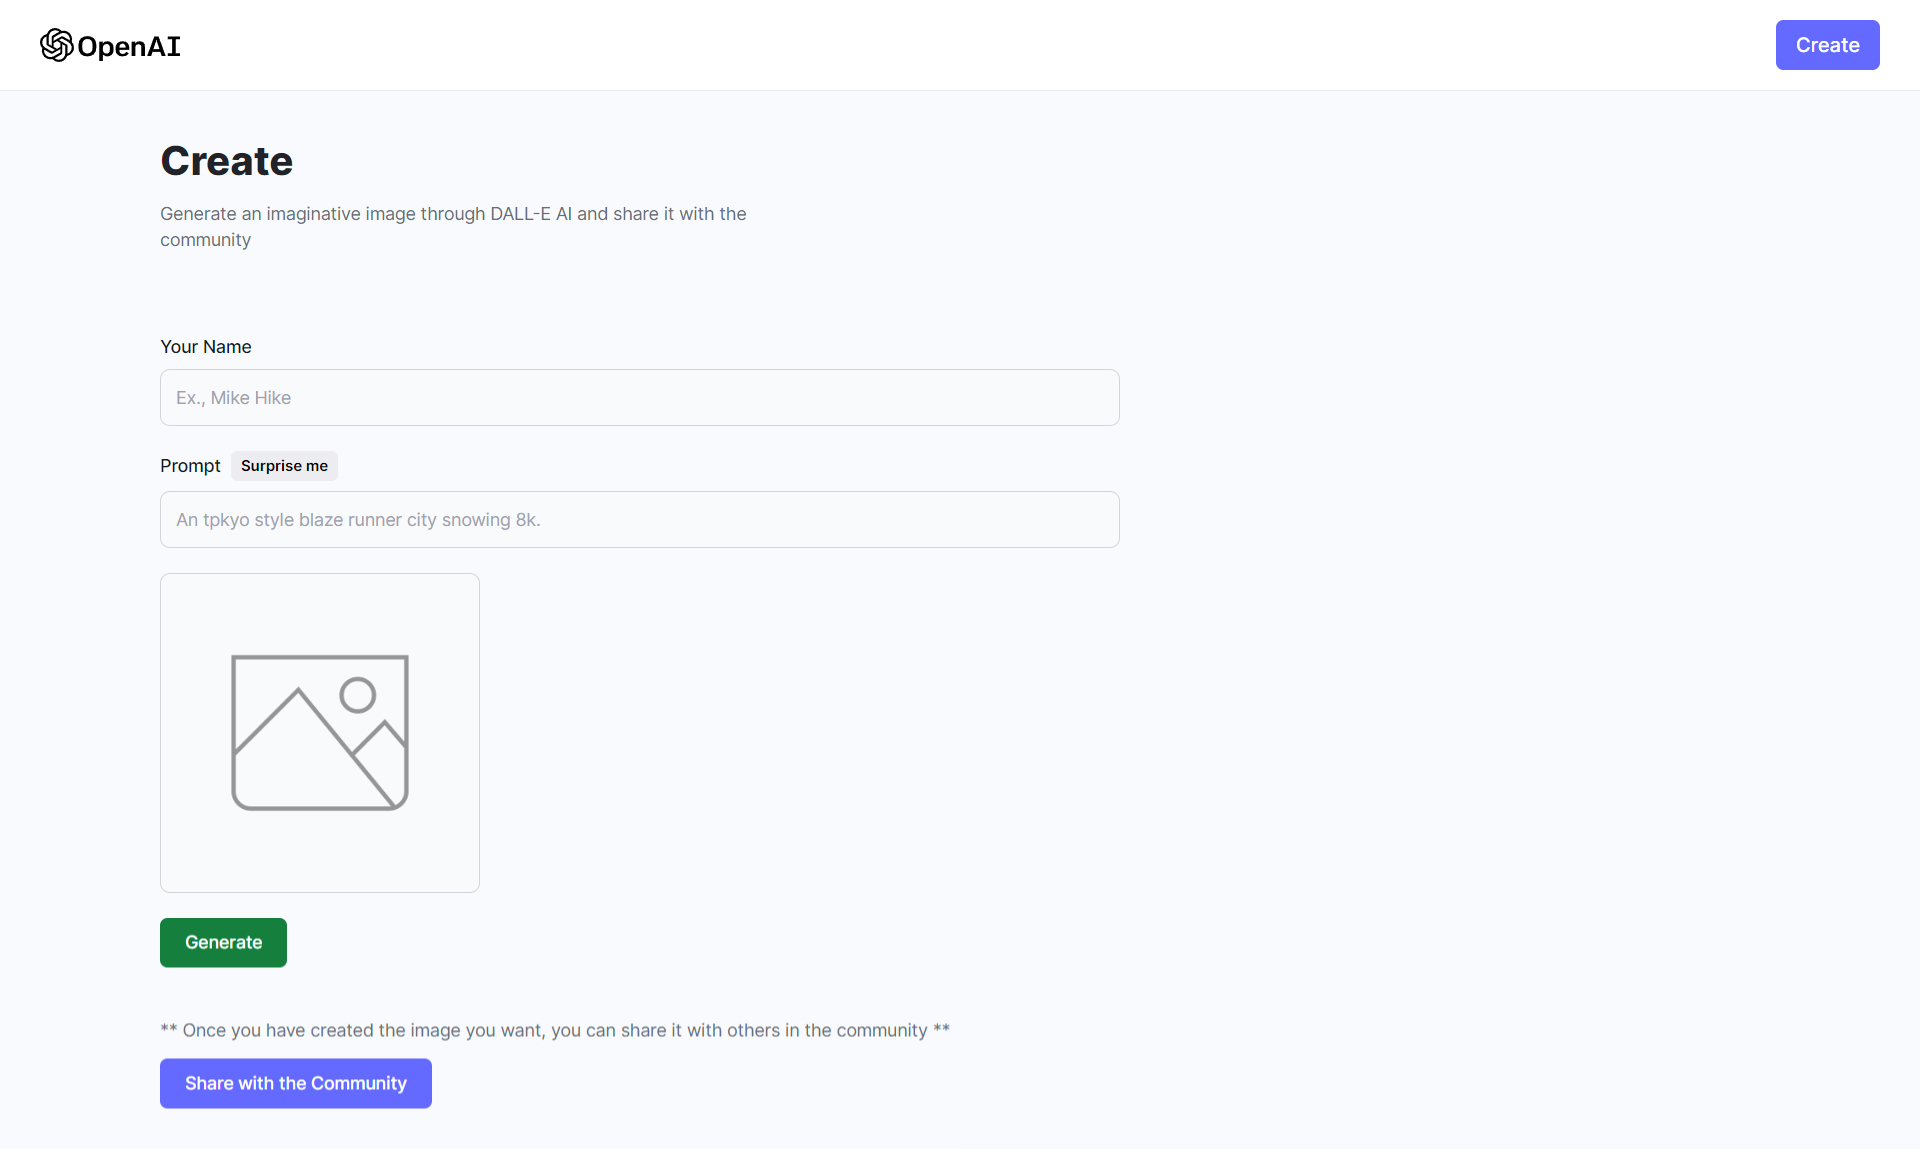 OpenAI
Create
Create
Generate an imaginative image through DALL-E AI and share it with the
community
Your Name
Ex., Mike Hike
Prompt Surprise me
An tpkyo style blaze runner city snowing 8k.
Generate
** Once you have created the image you want, you can share it with others in the community **
Share with the Community